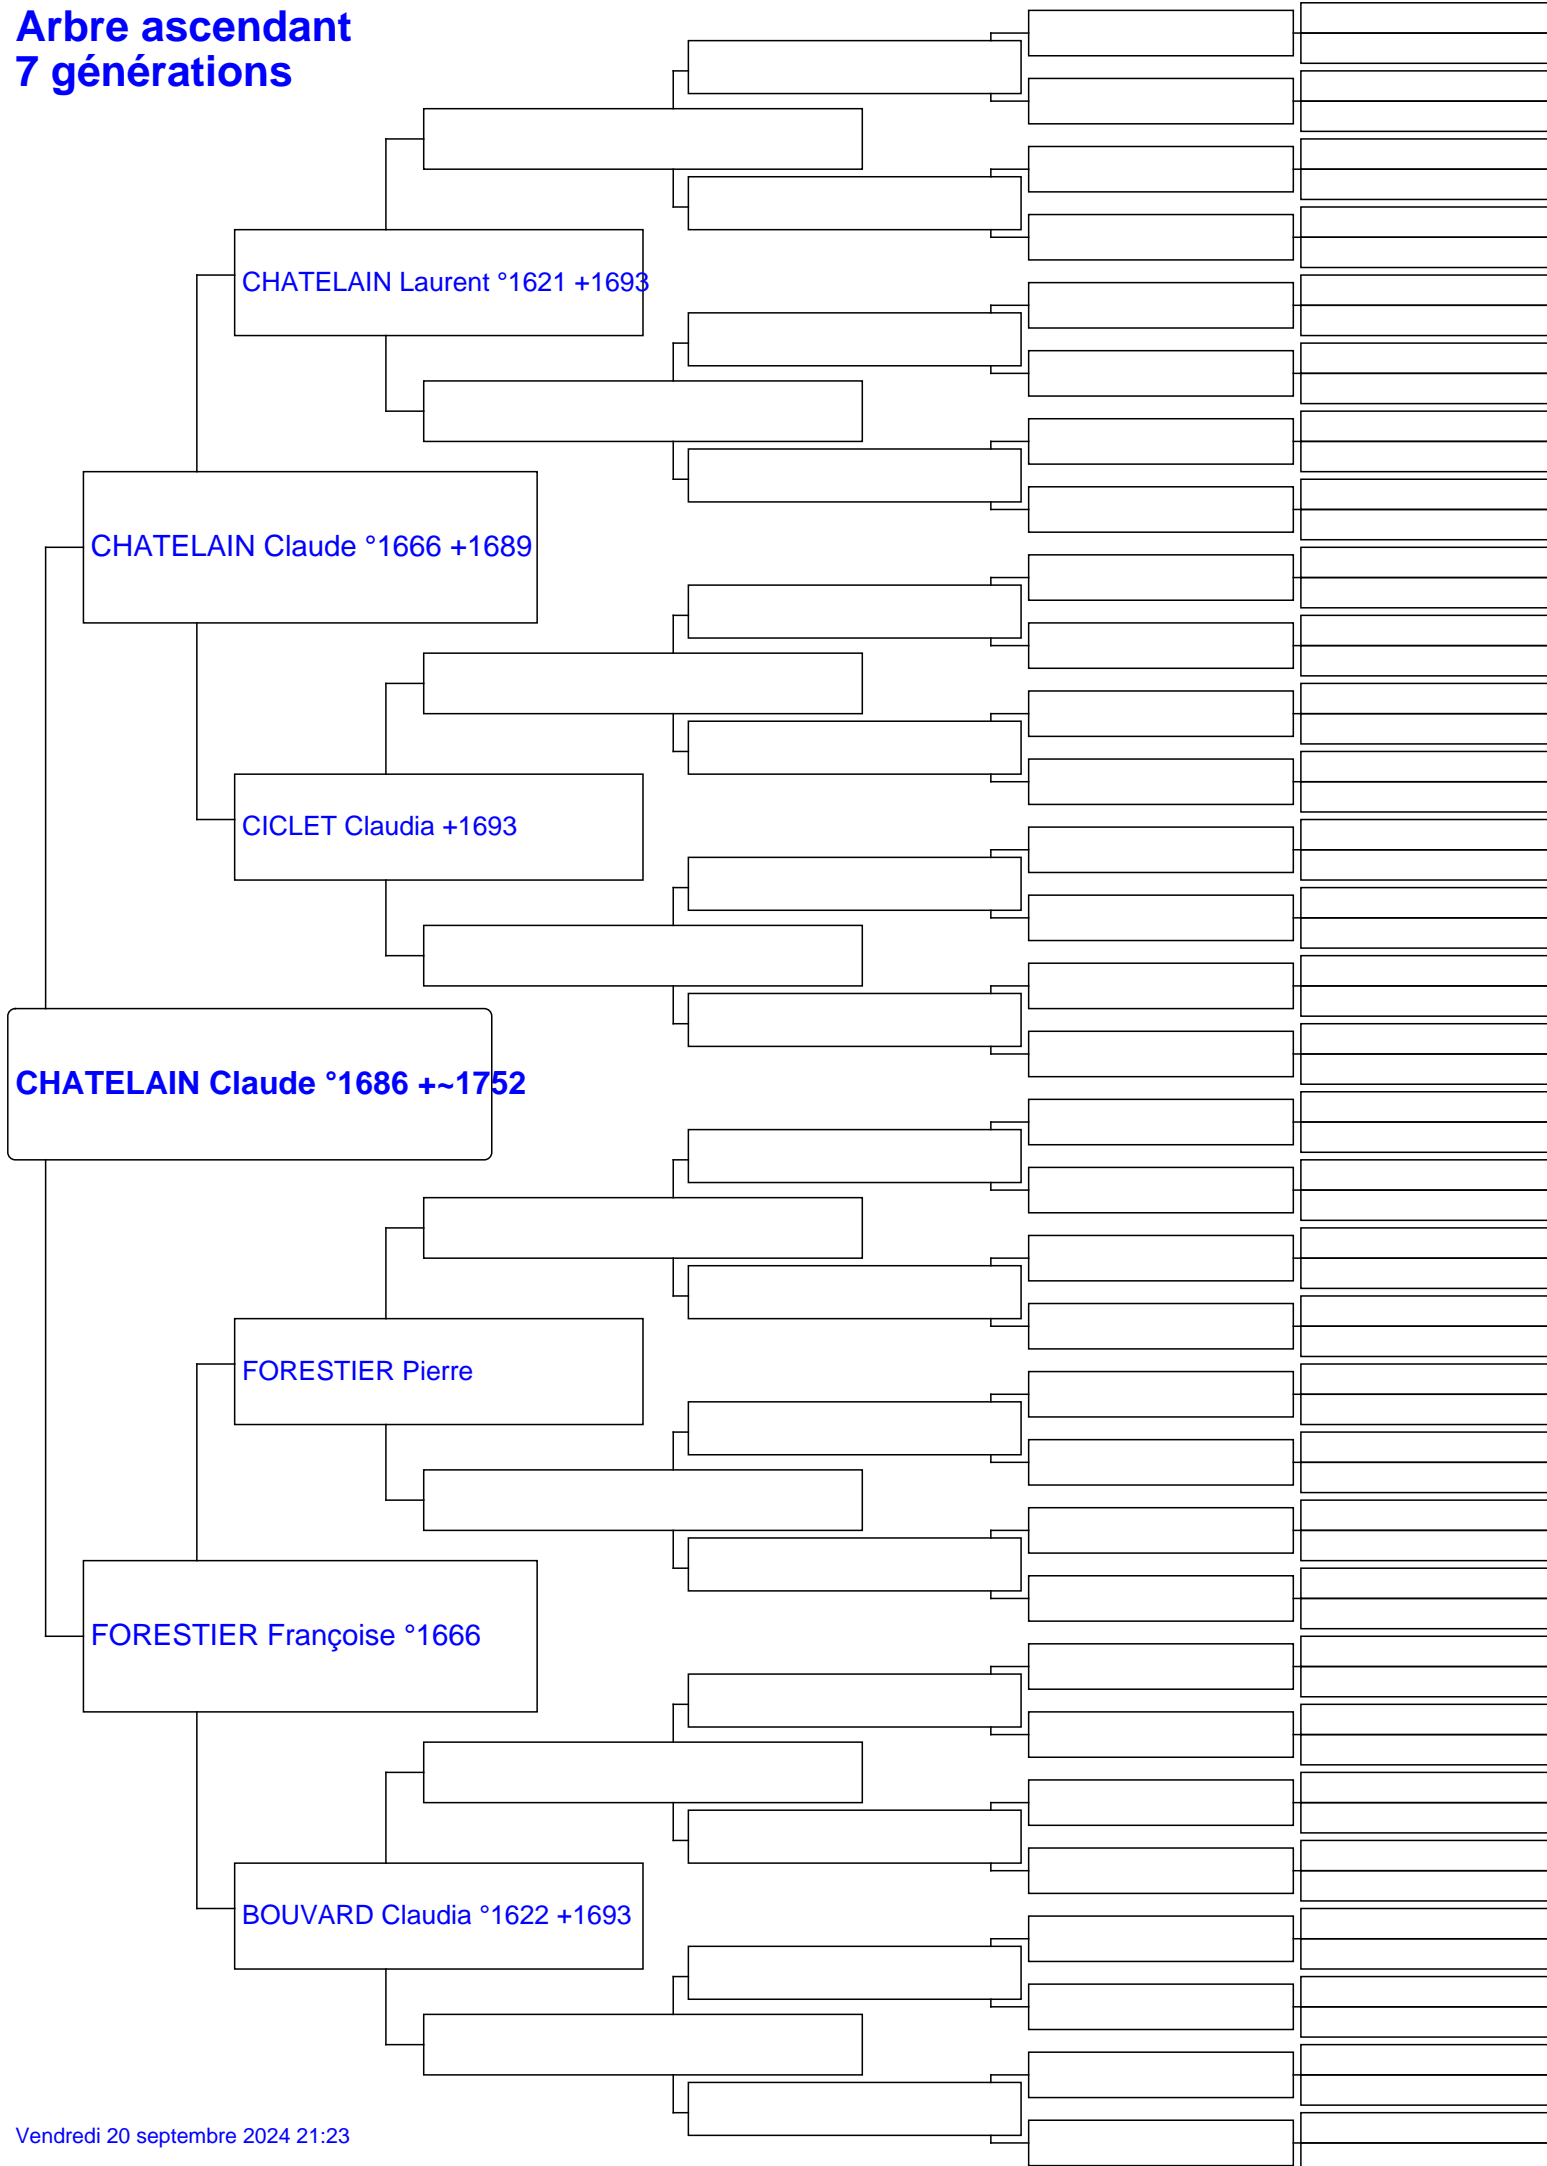 Arbre ascendant
7 générations
CHATELAIN Laurent °1621 +1693
CHATELAIN Claude °1666 +1689
CICLET Claudia +1693
CHATELAIN Claude °1686 +~1752
FORESTIER Pierre
FORESTIER Françoise °1666
BOUVARD Claudia °1622 +1693
Vendredi 20 septembre 2024 21:23